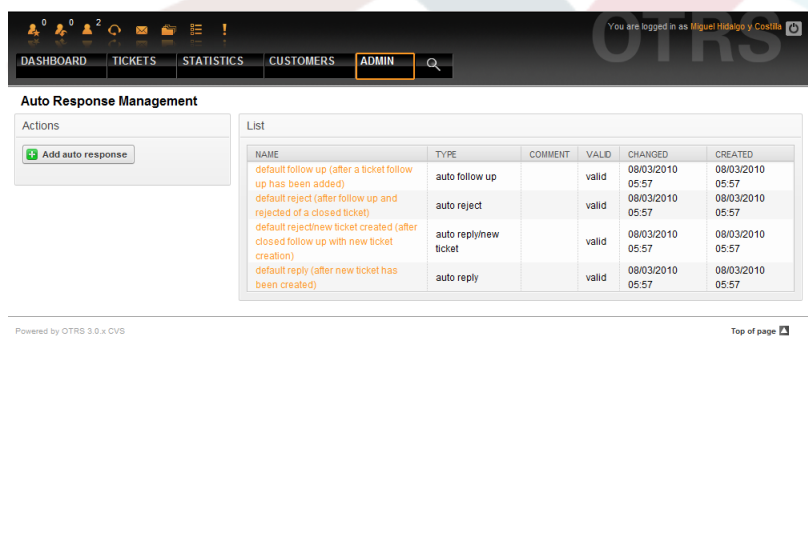 0 0 2
You are logged in as Miguel Hidalgo y Costilla
OTRS
DASHBOARD TICKETS STATISTICS CUSTOMERS ADMIN
Auto Response Management
Actions
Add auto response
List
NAME TYPE COMMENT VALID CHANGED CREATED
default follow up (after a ticket follow
up has been added)
auto follow up
valid
08/03/2010
05:57
08/03/2010
05:57
default reject (after follow up and
rejected of a closed ticket)
auto reject
valid
08/03/2010
05:57
08/03/2010
05:57
default reject/new ticket created (after
closed follow up with new ticket
creation)
auto reply/new
ticket
valid
08/03/2010
05:57
08/03/2010
05:57
default reply (after new ticket has
been created)
auto reply
valid
08/03/2010
05:57
08/03/2010
05:57
Powered by OTRS 3.0.x CVS
Top of page